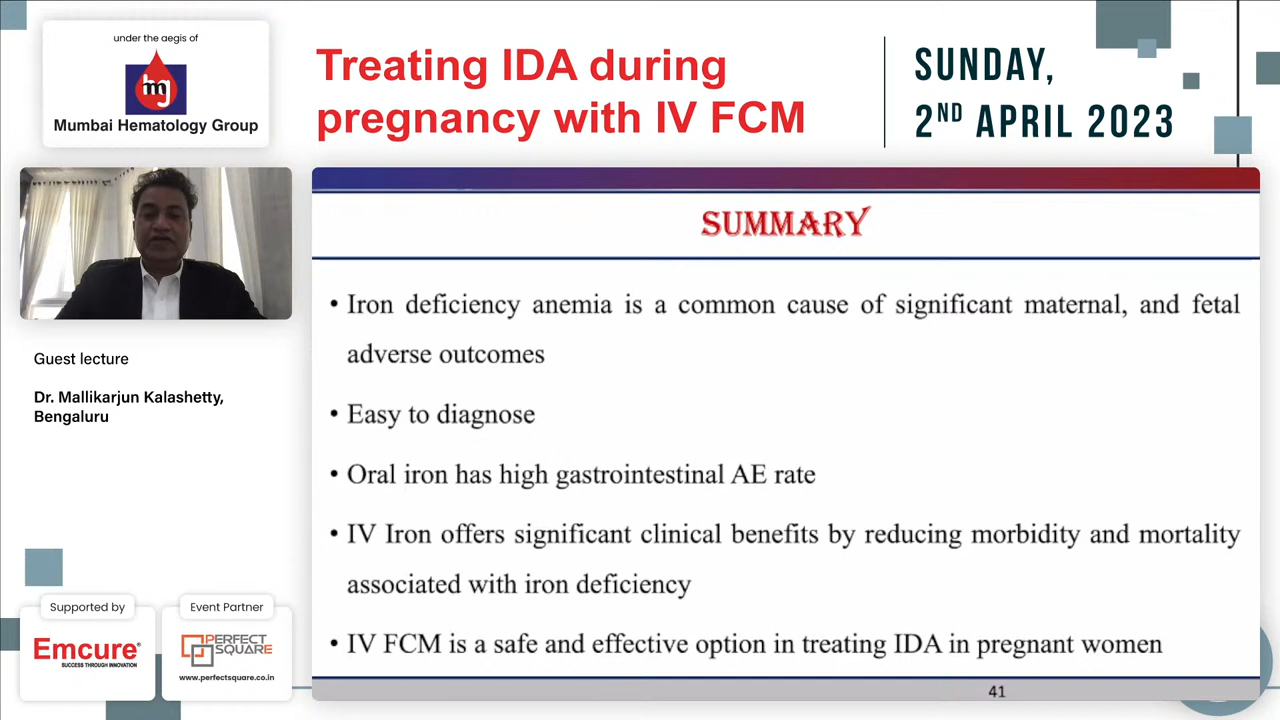 under the aegis of
mg
Mumbai Hematology Group
Treating IDA during
pregnancy with IV FCM
SUNDAY,
2ND APRIL 2023
Guest lecture
Dr. Mallikarjun Kalashetty,
Bengaluru
SUMMARY
• Iron deficiency anemia is a common cause of significant maternal, and fetal
adverse outcomes
• Easy to diagnose
• Oral iron has high gastrointestinal AE rate
• IV Iron offers significant clinical benefits by reducing morbidity and mortality
associated with iron deficiency
• IV FCM is a safe and effective option in treating IDA in pregnant women
41
Supported by
Emcure®
SUCCESS THROUGH INNOVATION
Event Partner
PERFECT
SQUARE
www.perfectsquare.co.in